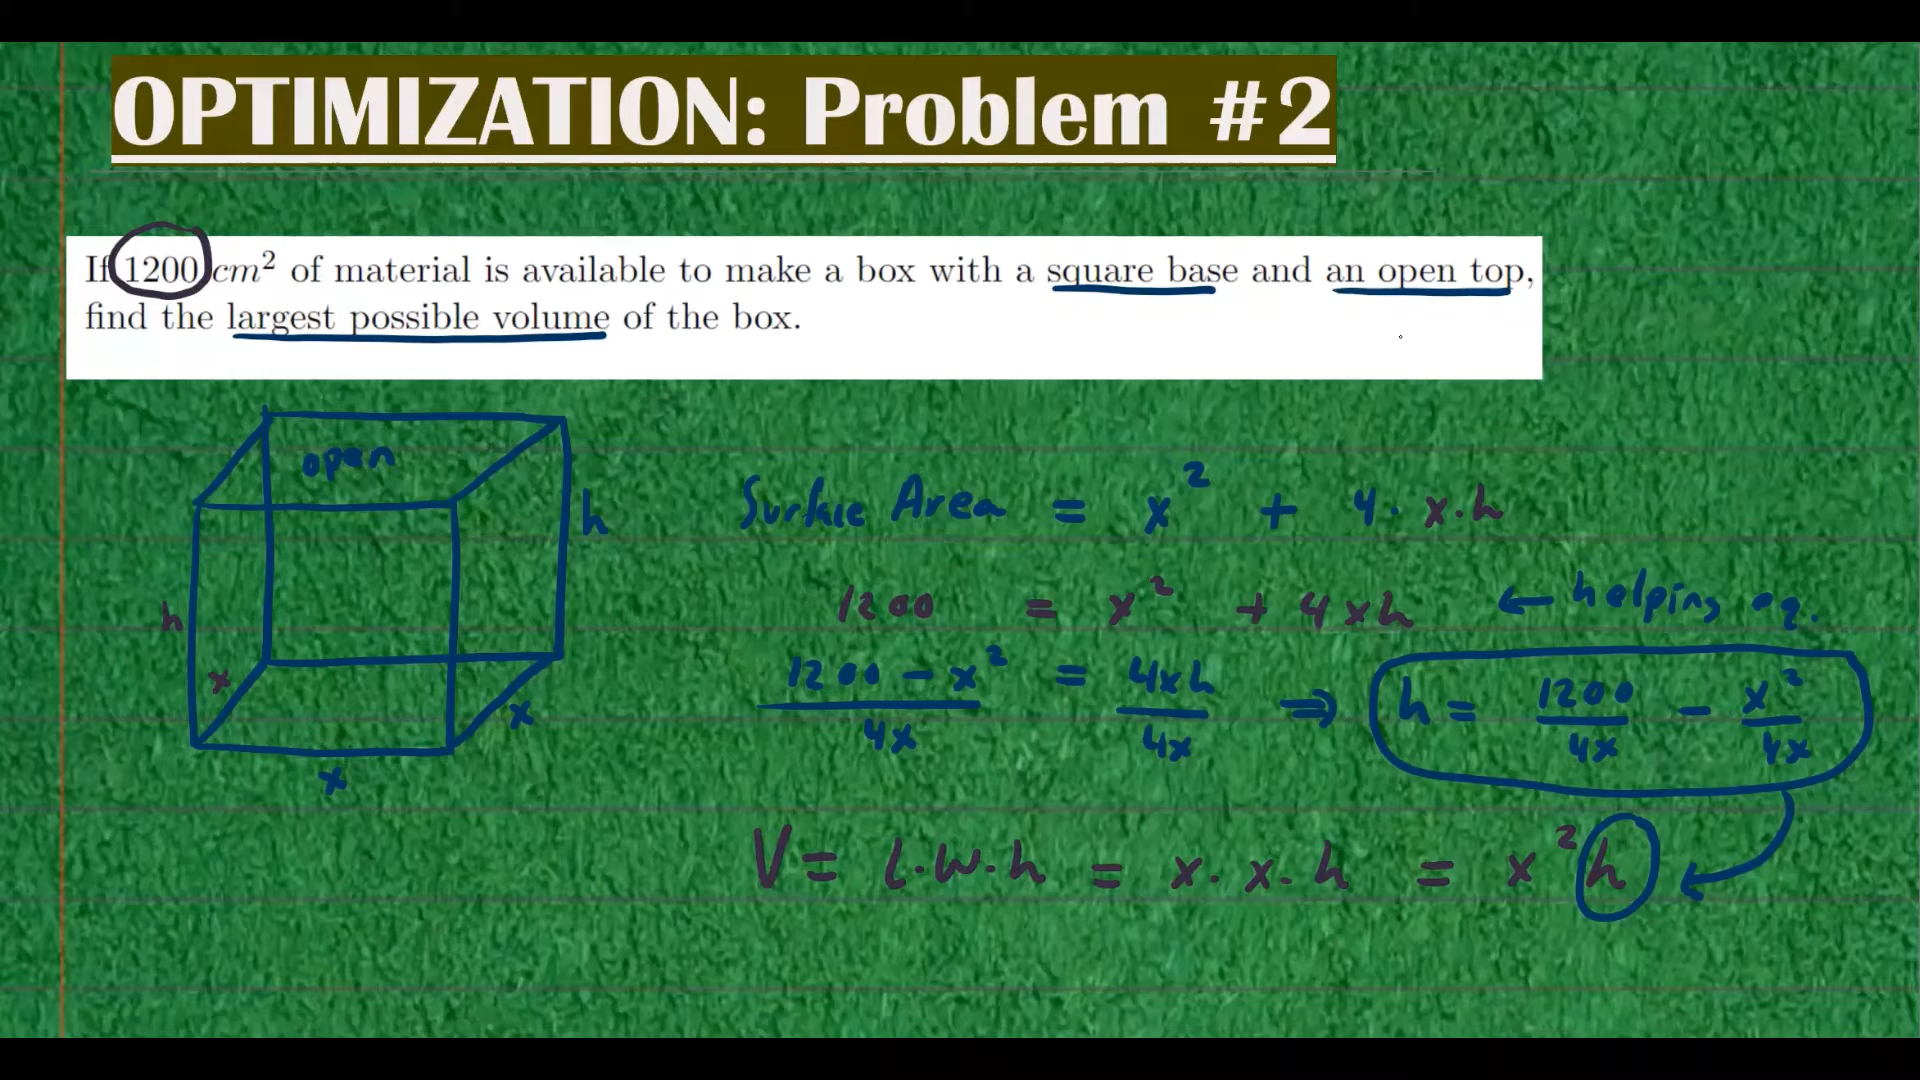 OPTIMIZATION: Problem #2
If 1200 cm² of material is available to make a box with a square base and an open top,
find the largest possible volume of the box.
open
h
h
x
x
x
Surface Area = x² + 4 · x · h
1200 = x² + 4xh ← helping eq.
(1200 - x²)/4x = 4xh/4x ⇒ h = 1200/4x - x²/4x
V = l · w · h = x · x · h = x² h